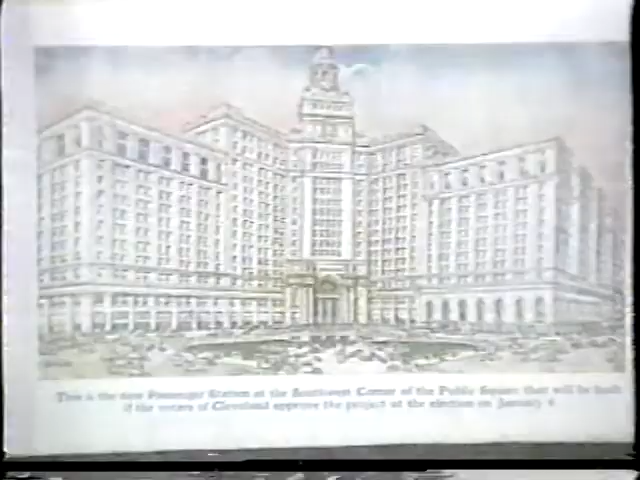 This is the new Passenger Station at the Southwest Corner of the Public Square that will be built
if the voters of Cleveland approve the project at the election on January 6